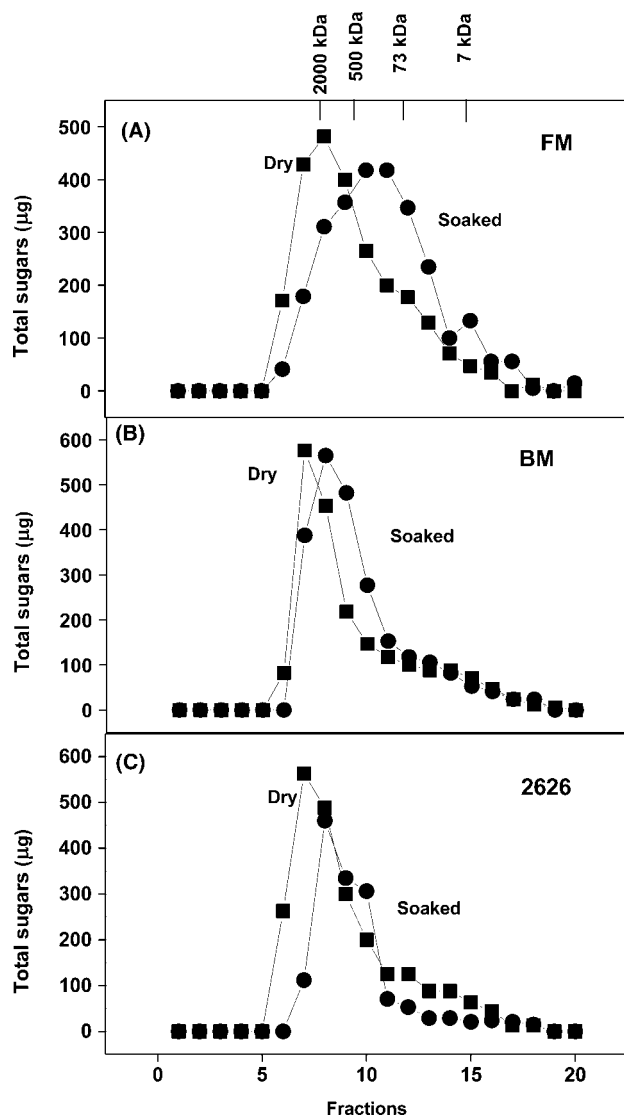 2000 kDa
500 kDa
73 kDa
7 kDa
(A)
FM
500
400
300
200
100
0
Total sugars (µg)
Dry
Soaked
(B)
BM
600
500
400
300
200
100
0
Total sugars (µg)
Dry
Soaked
(C)
2626
600
500
400
300
200
100
0
Total sugars (µg)
Dry
Soaked
0 5 10 15 20
Fractions